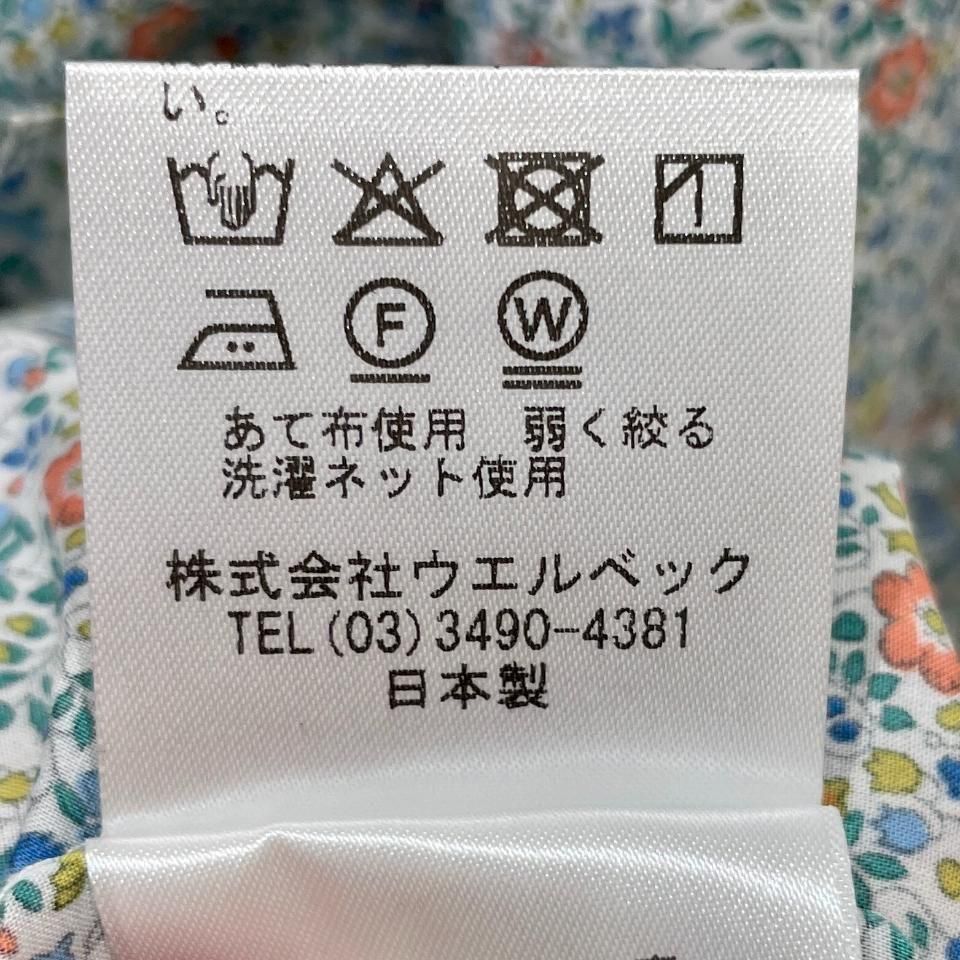 い。
F W
あて布使用　弱く絞る
洗濯ネット使用
株式会社ウエルベック
TEL(03)3490-4381
日本製